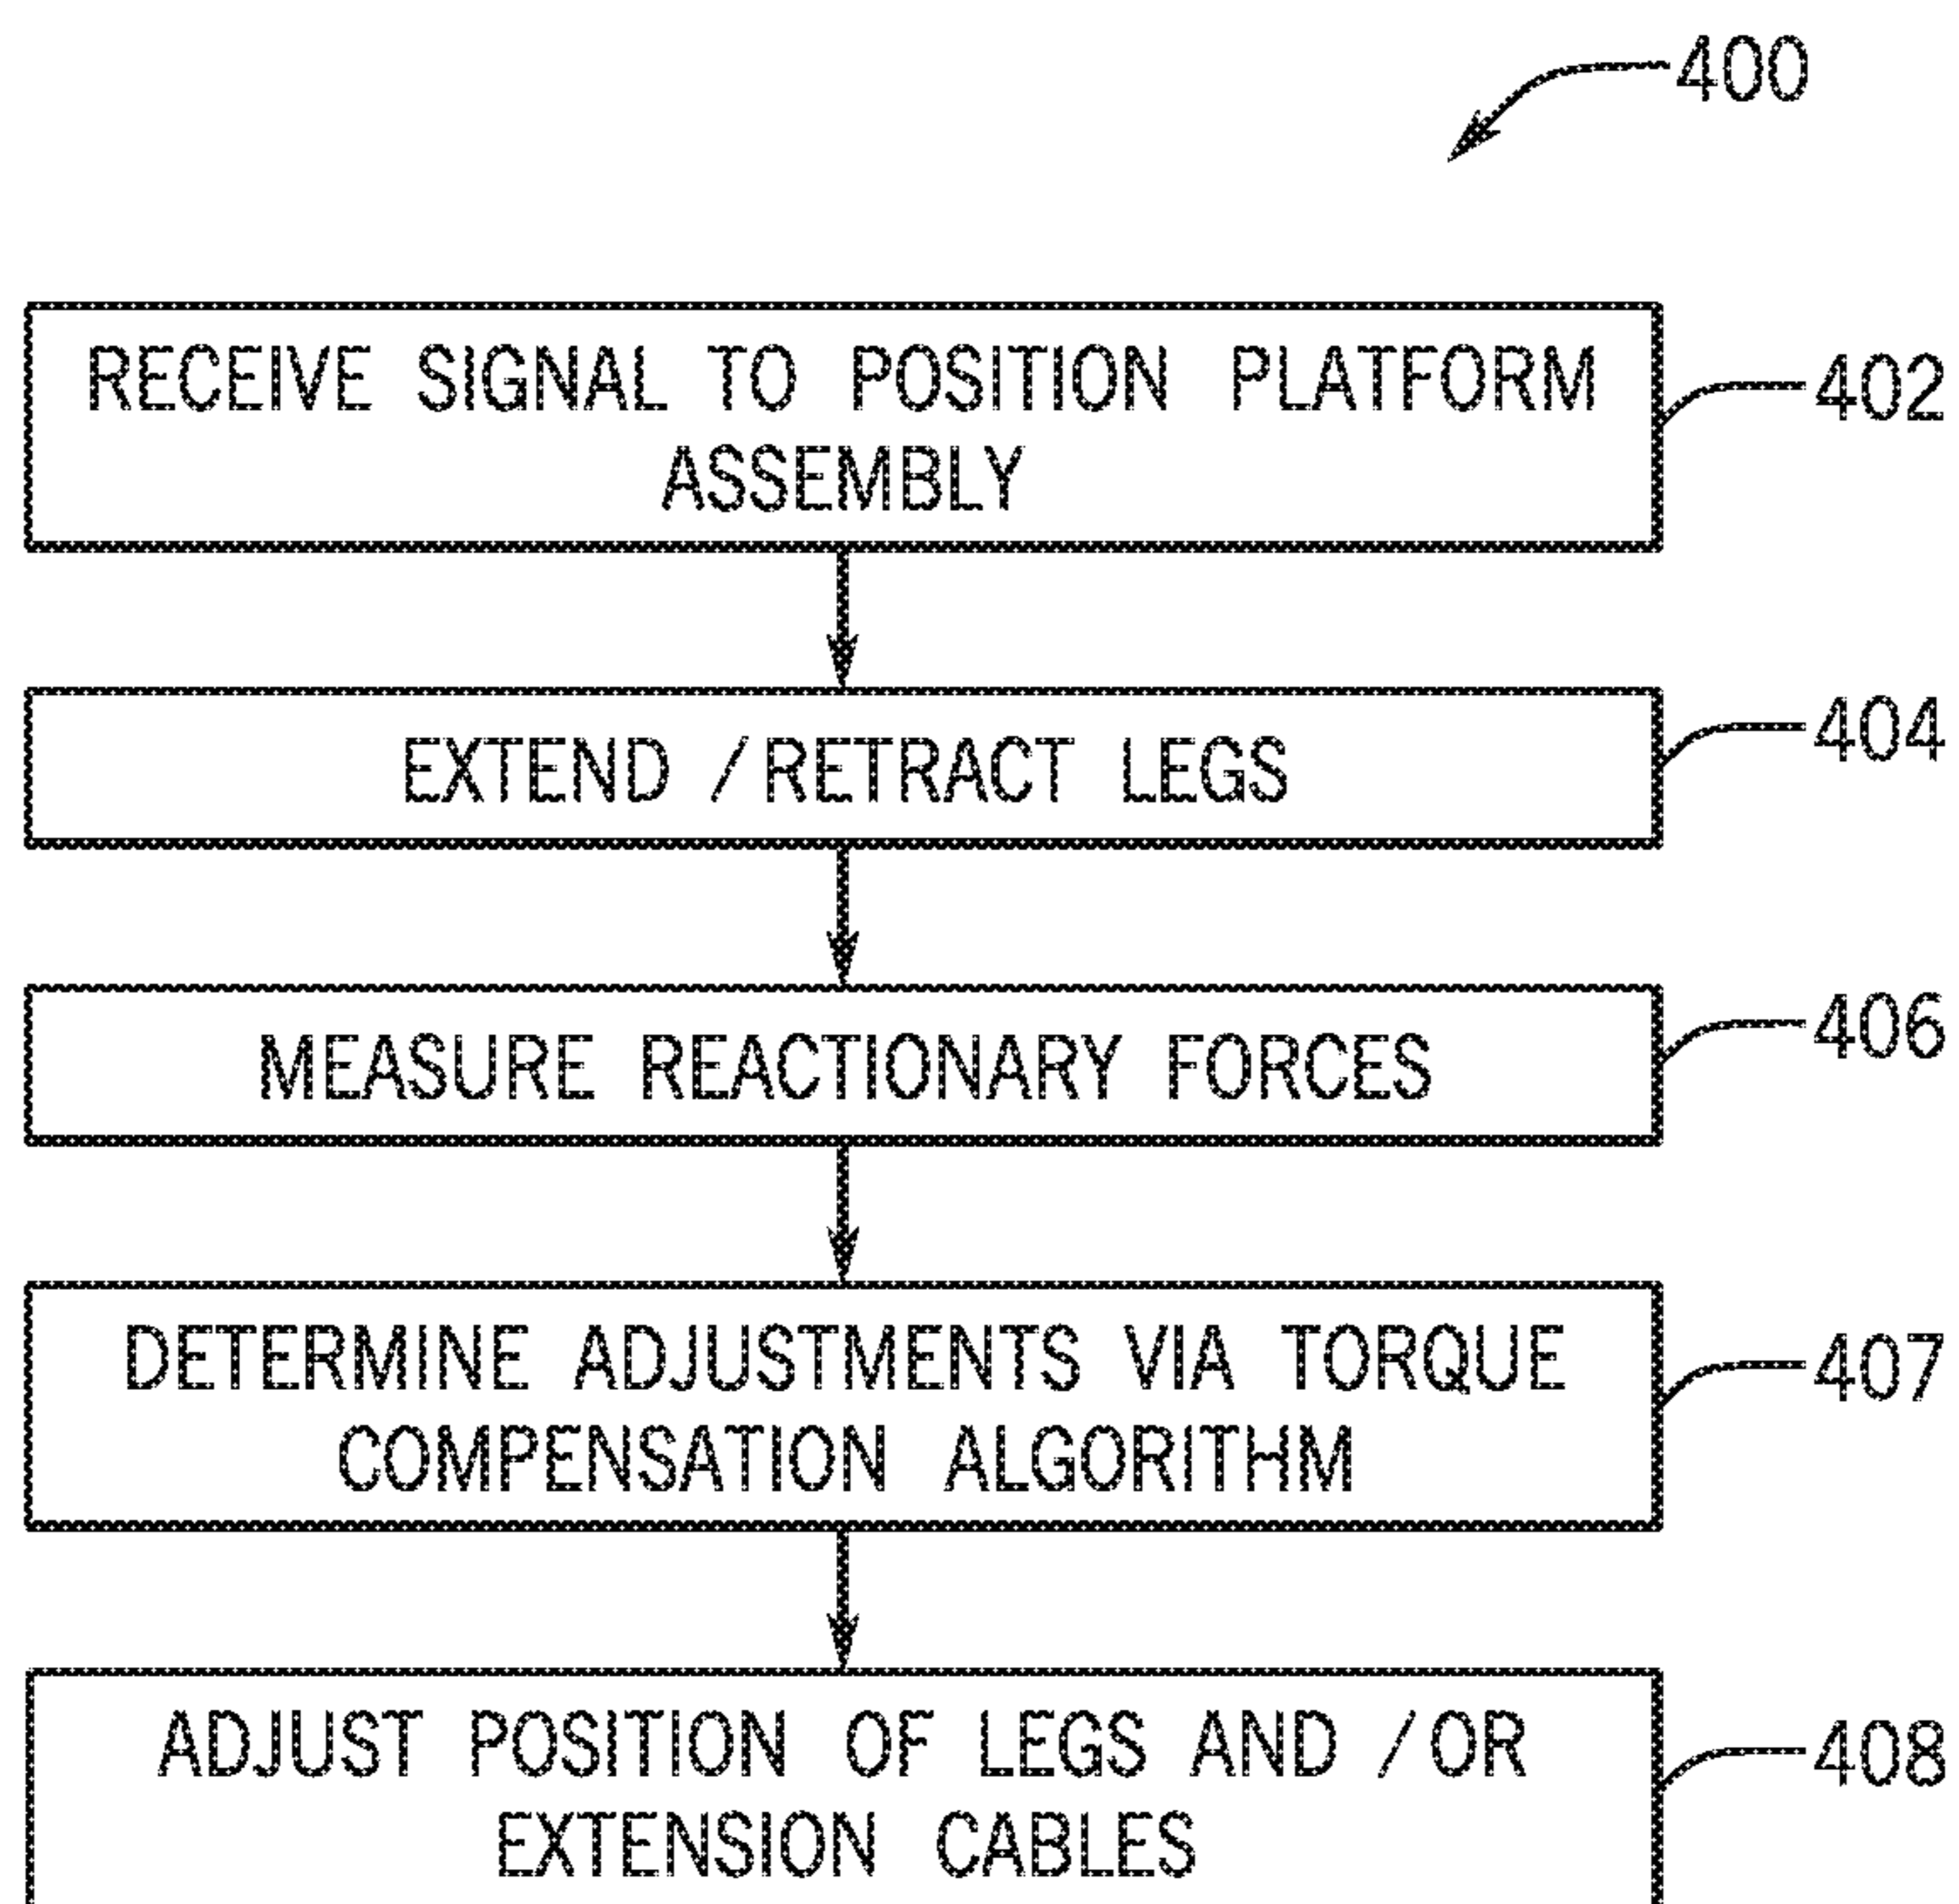 400
RECEIVE SIGNAL TO POSITION PLATFORM
ASSEMBLY
402
EXTEND / RETRACT LEGS
404
MEASURE REACTIONARY FORCES
406
DETERMINE ADJUSTMENTS VIA TORQUE
COMPENSATION ALGORITHM
407
ADJUST POSITION OF LEGS AND / OR
EXTENSION CABLES
408